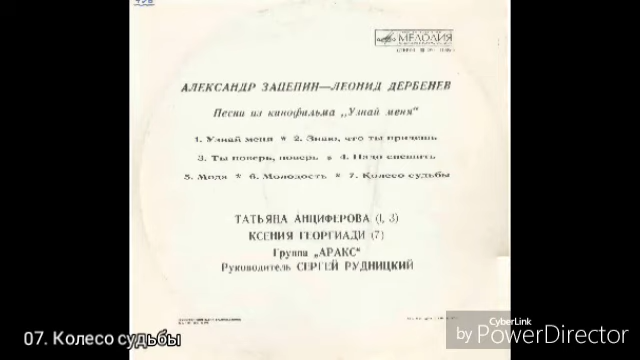 МЕЛОДИЯ
АЛЕКСАНДР ЗАЦЕПИН—ЛЕОНИД ДЕРБЕНЕВ
Песни из кинофильма ,,Узнай меня"
1. Узнай меня * 2. Знаю, что ты придешь
3. Ты поверь, поверь * 4. Надо спешить
5. Мода * 6. Молодость * 7. Колесо судьбы
ТАТЬЯНА АНЦИФЕРОВА (1, 3)
КСЕНИЯ ГЕОРГИАДИ (7)
Группа „АРАКС"
Руководитель СЕРГЕЙ РУДНИЦКИЙ
07. Колесо судьбы
CyberLink
by PowerDirector